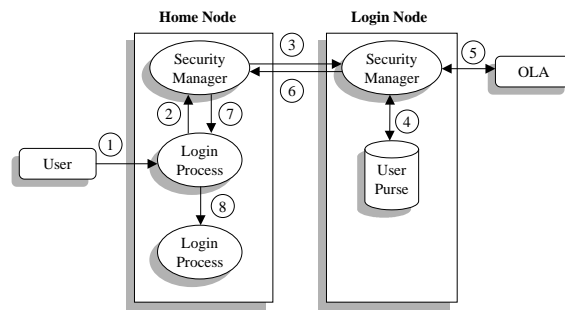 Home Node
Login Node
Security
Manager
3
6
Security
Manager
5
OLA
2
7
4
1
User
Login
Process
User
Purse
8
Login
Process